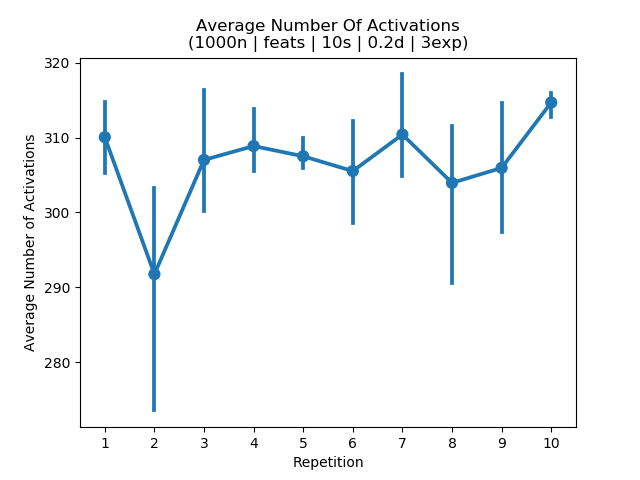 Average Number Of Activations
(1000n | feats | 10s | 0.2d | 3exp)
Average Number of Activations
320
310
300
290
280
1 2 3 4 5 6 7 8 9 10
Repetition